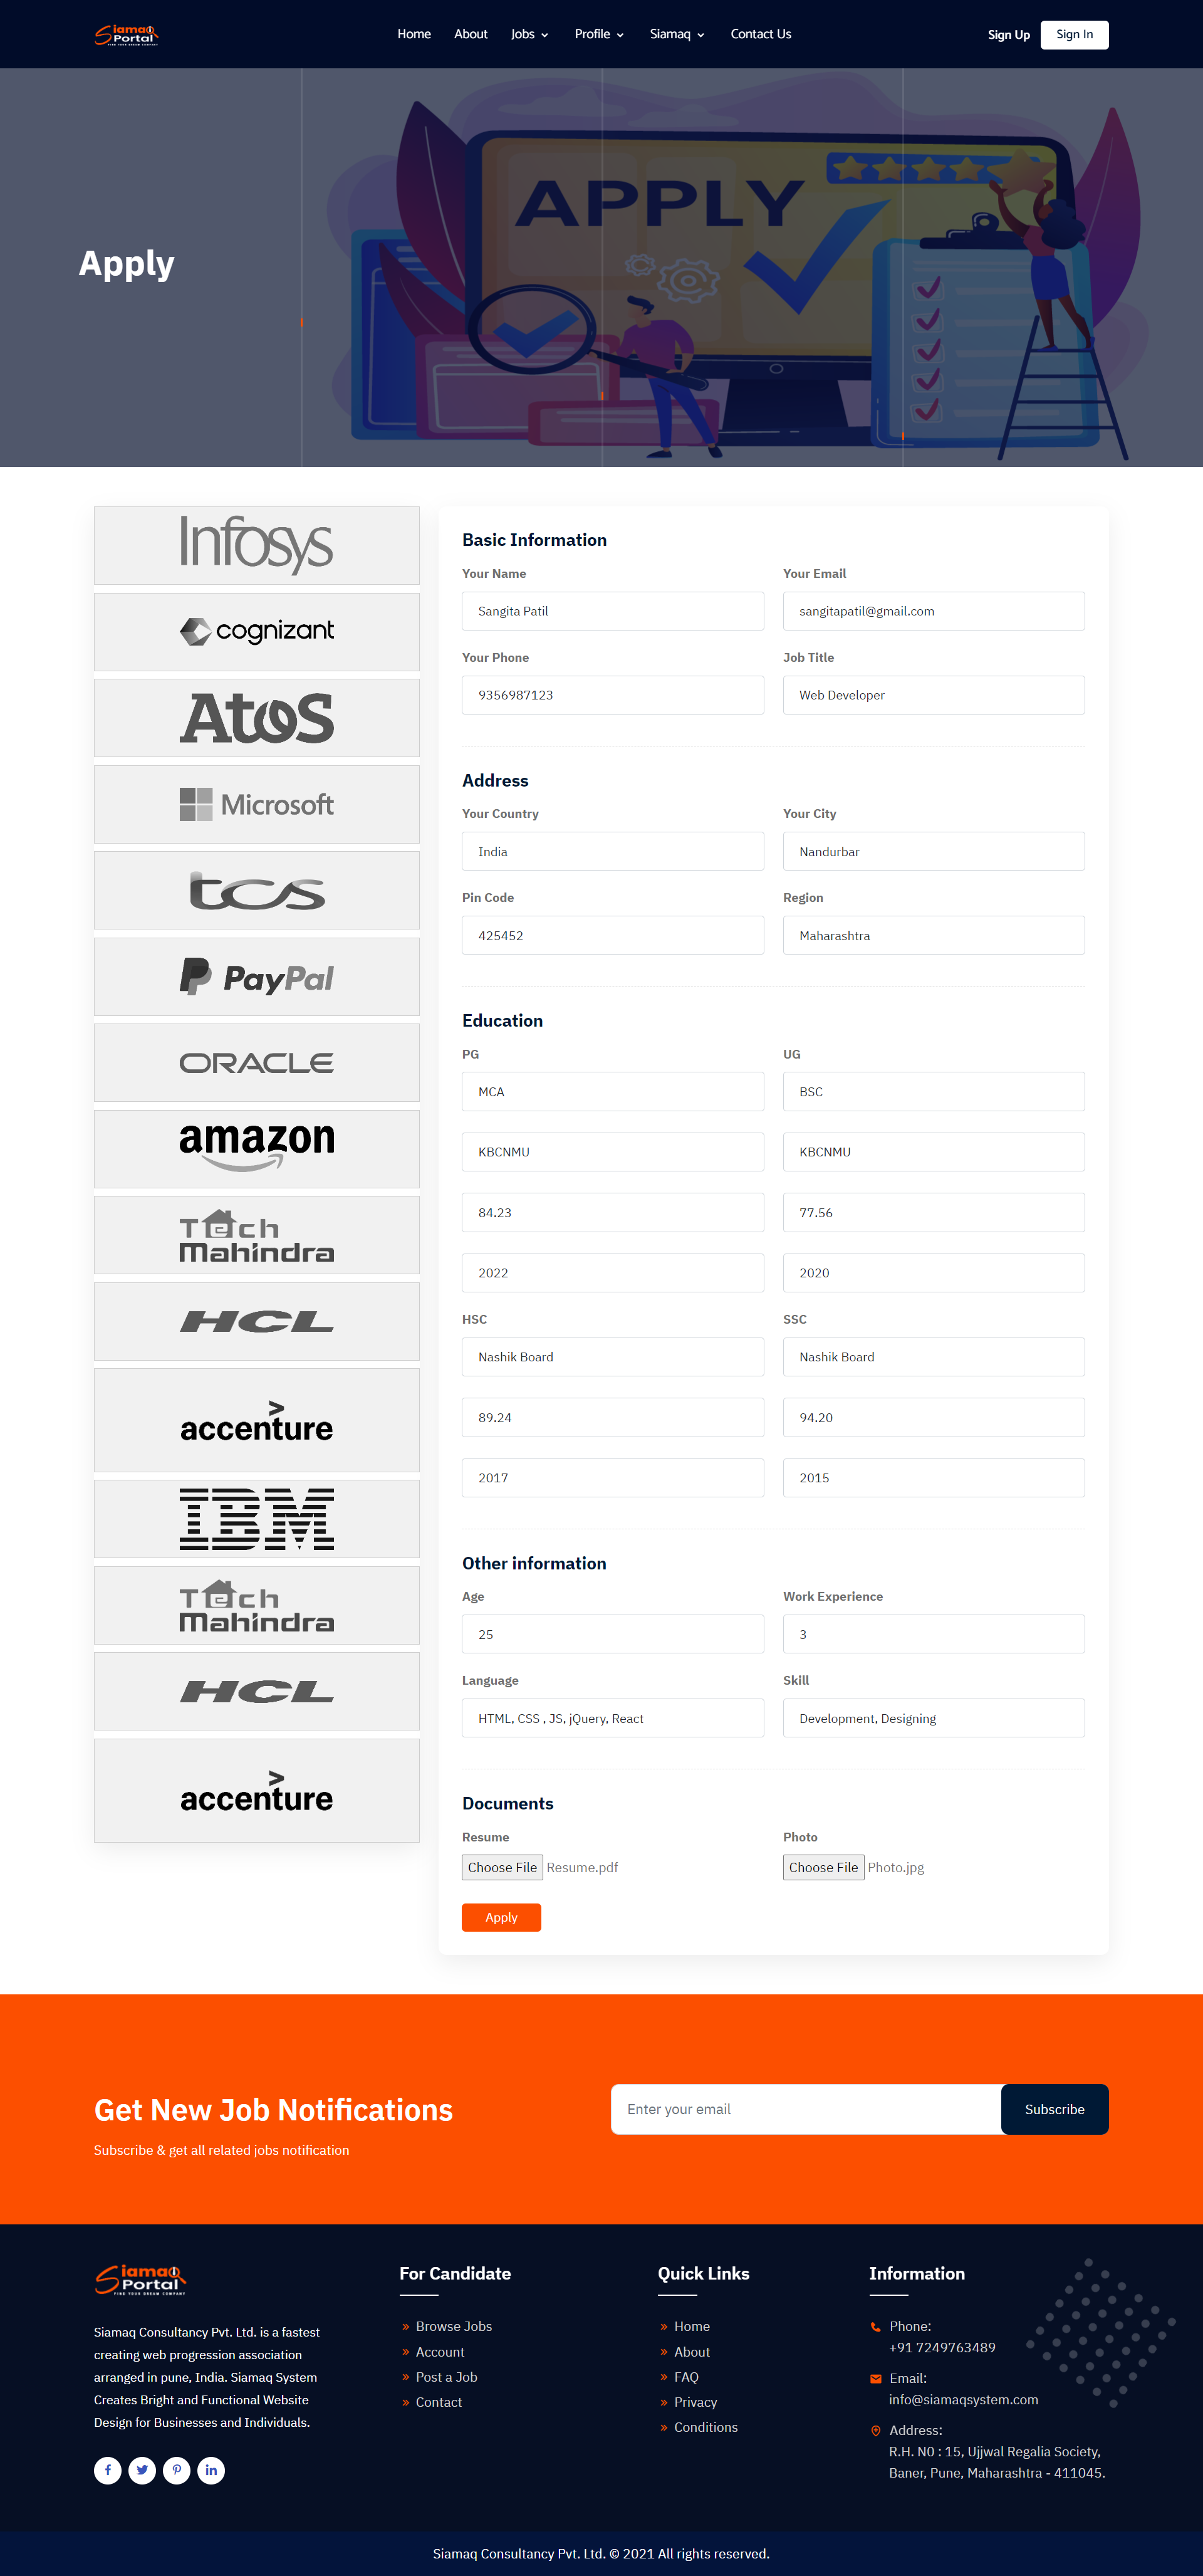 Siamaq
Portal
FIND YOUR DREAM COMPANY
Home About Jobs Profile Siamaq Contact Us
Sign Up Sign In
APPLY
Apply
Infosys
cognizant
Atos
Microsoft
tcs
PayPal
ORACLE
amazon
Tech
Mahindra
HCL
accenture
IBM
Tech
Mahindra
HCL
accenture
Basic Information
Your Name Your Email
Sangita Patil sangitapatil@gmail.com
Your Phone Job Title
9356987123 Web Developer
Address
Your Country Your City
India Nandurbar
Pin Code Region
425452 Maharashtra
Education
PG UG
MCA BSC
KBCNMU KBCNMU
84.23 77.56
2022 2020
HSC SSC
Nashik Board Nashik Board
89.24 94.20
2017 2015
Other information
Age Work Experience
25 3
Language Skill
HTML, CSS , JS, jQuery, React Development, Designing
Documents
Resume Photo
Choose File Resume.pdf Choose File Photo.jpg
Apply
Get New Job Notifications
Subscribe & get all related jobs notification
Enter your email Subscribe
Siamaq
Portal
FIND YOUR DREAM COMPANY
Siamaq Consultancy Pvt. Ltd. is a fastest
creating web progression association
arranged in pune, India. Siamaq System
Creates Bright and Functional Website
Design for Businesses and Individuals.
For Candidate
Browse Jobs
Account
Post a Job
Contact
Quick Links
Home
About
FAQ
Privacy
Conditions
Information
Phone:
+91 7249763489
Email:
info@siamaqsystem.com
Address:
R.H. N0 : 15, Ujjwal Regalia Society,
Baner, Pune, Maharashtra - 411045.
Siamaq Consultancy Pvt. Ltd. © 2021 All rights reserved.